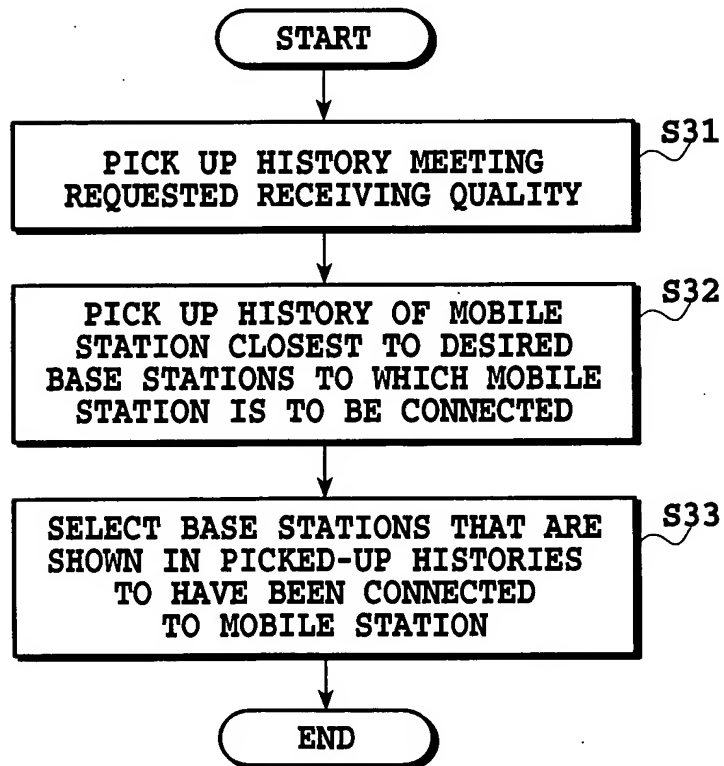 START
S31
PICK UP HISTORY MEETING
REQUESTED RECEIVING QUALITY
S32
PICK UP HISTORY OF MOBILE
STATION CLOSEST TO DESIRED
BASE STATIONS TO WHICH MOBILE
STATION IS TO BE CONNECTED
S33
SELECT BASE STATIONS THAT ARE
SHOWN IN PICKED-UP HISTORIES
TO HAVE BEEN CONNECTED
TO MOBILE STATION
END